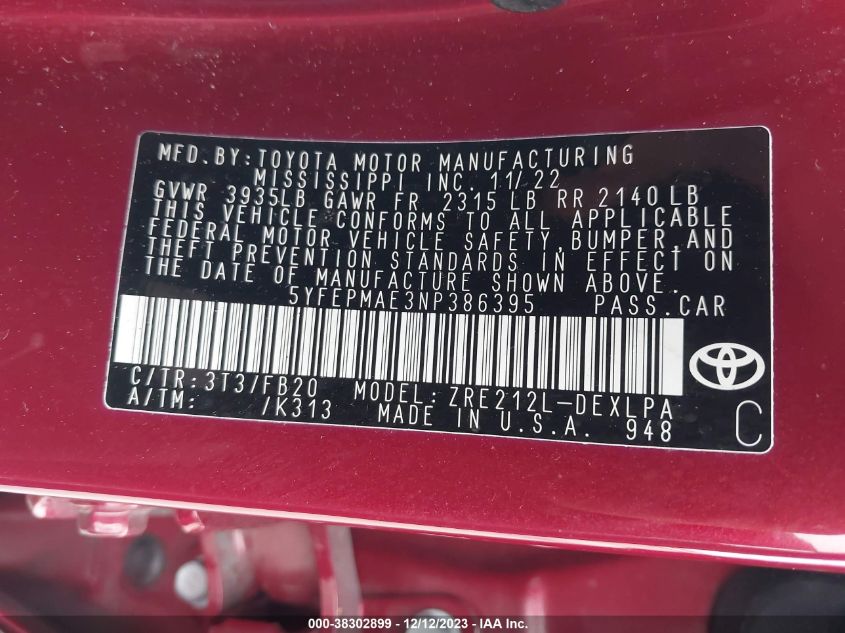 MFD. BY: TOYOTA MOTOR MANUFACTURING
MISSISSIPPI INC. 11/22
GVWR 3935LB GAWR FR 2315 LB RR 2140 LB
THIS VEHICLE CONFORMS TO ALL APPLICABLE
FEDERAL MOTOR VEHICLE SAFETY, BUMPER, AND
THEFT PREVENTION STANDARDS IN EFFECT ON
THE DATE OF MANUFACTURE SHOWN ABOVE.
5YFEPMAE3NP386395 PASS. CAR
C/TR: 3T3/FB20 MODEL: ZRE212L-DEXLPA
A/TM: /K313 MADE IN U.S.A. 948
C
000-38302899 - 12/12/2023 - IAA Inc.